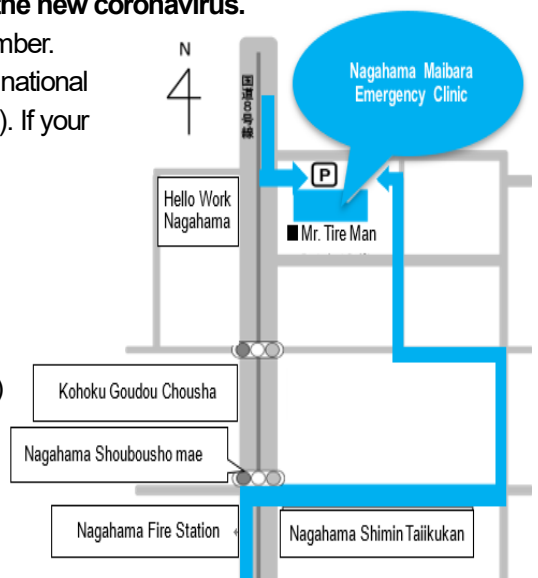 the new coronavirus.
mber.
national
). If your
)
N
国道8号線
Nagahama Maibara
Emergency Clinic
P
Hello Work
Nagahama
■ Mr. Tire Man
Kohoku Goudou Chousha
Nagahama Shoubousho mae
Nagahama Fire Station
Nagahama Shimin Taiikukan